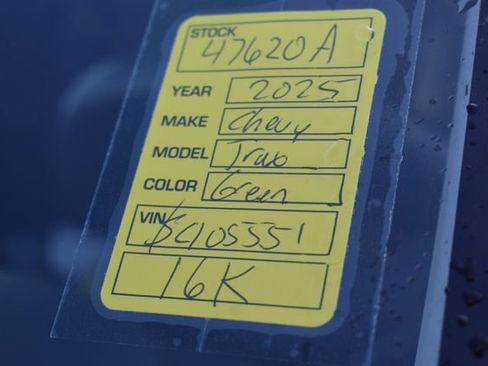 STOCK
47620A
YEAR 2025
MAKE Chevy
MODEL Trax
COLOR Green
VIN SC105551
16K